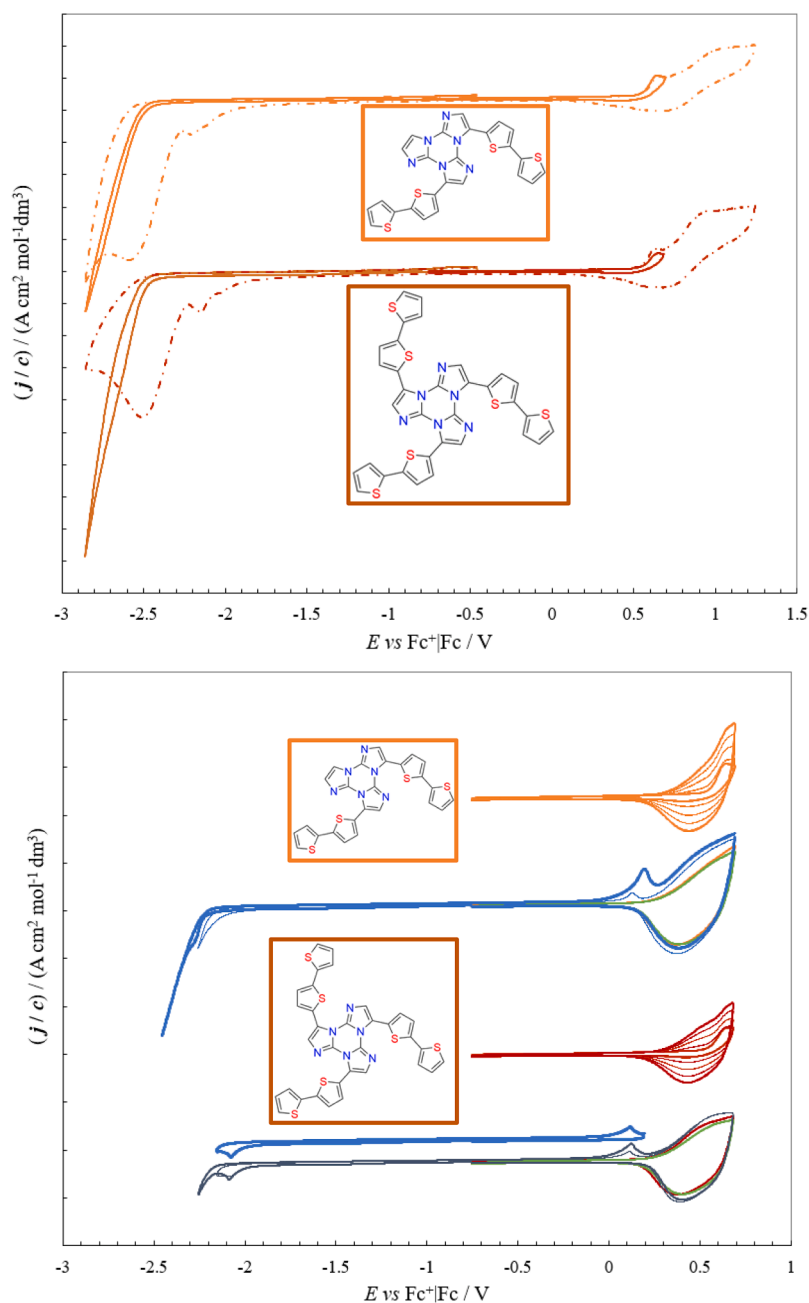 (j / c) / (A cm² mol⁻¹dm³)
N
S
S
N N
N N N
S
S
S
S
N
N N
S
S
N N N
S
S
-3 -2.5 -2 -1.5 -1 -0.5 0 0.5 1 1.5
E vs Fc⁺|Fc / V
(j / c) / (A cm² mol⁻¹ dm³)
N
S
S
N N
N N N
S
S
S
S
N
N N
S
S
N N N
S
S
-3 -2.5 -2 -1.5 -1 -0.5 0 0.5 1
E vs Fc⁺|Fc / V